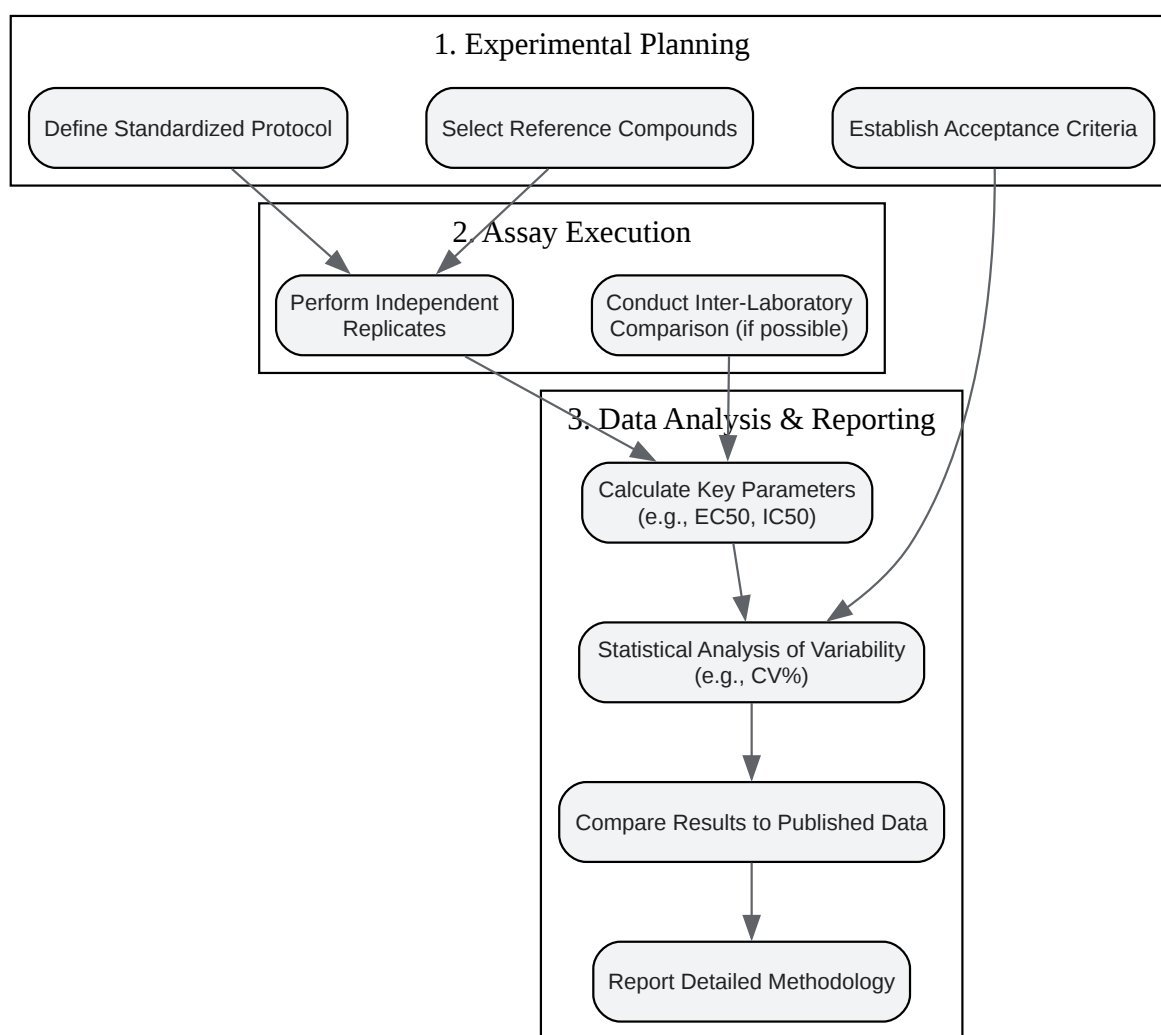 1. Experimental Planning
Define Standardized Protocol
Select Reference Compounds
Establish Acceptance Criteria
2. Assay Execution
Perform Independent
Replicates
Conduct Inter-Laboratory
Comparison (if possible)
3. Data Analysis & Reporting
Calculate Key Parameters
(e.g., EC50, IC50)
Statistical Analysis of Variability
(e.g., CV%)
Compare Results to Published Data
Report Detailed Methodology